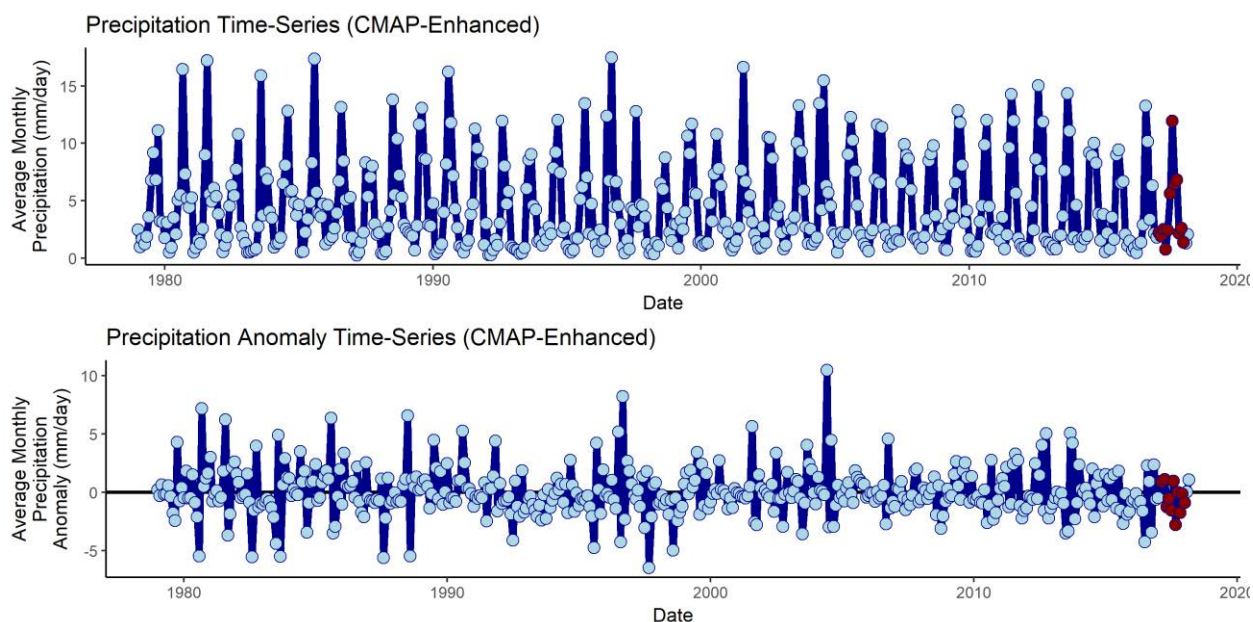 Precipitation Time-Series (CMAP-Enhanced)
Average Monthly
Precipitation (mm/day)
15
10
5
0
1980 1990 2000 2010 2020
Date
Precipitation Anomaly Time-Series (CMAP-Enhanced)
Average Monthly
Precipitation
Anomaly (mm/day)
10
5
0
-5
1980 1990 2000 2010 2020
Date